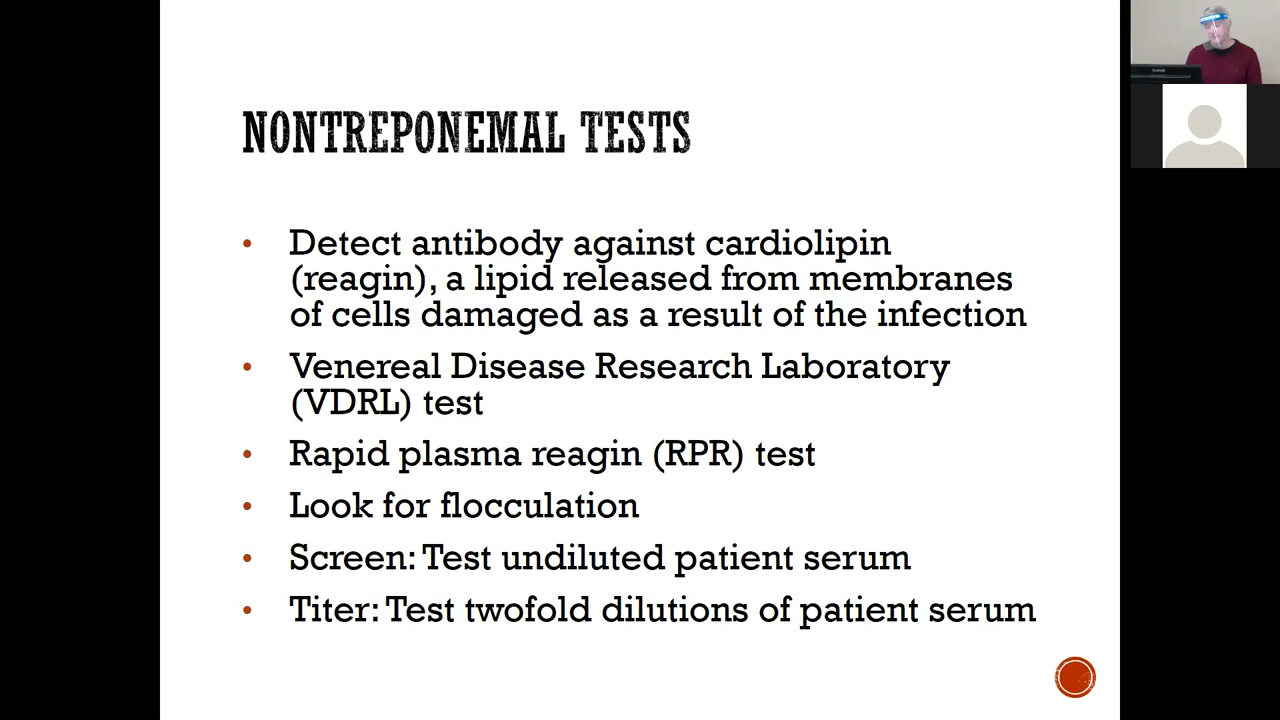 NONTREPONEMAL TESTS
• Detect antibody against cardiolipin
(reagin), a lipid released from membranes
of cells damaged as a result of the infection
• Venereal Disease Research Laboratory
(VDRL) test
• Rapid plasma reagin (RPR) test
• Look for flocculation
• Screen: Test undiluted patient serum
• Titer: Test twofold dilutions of patient serum